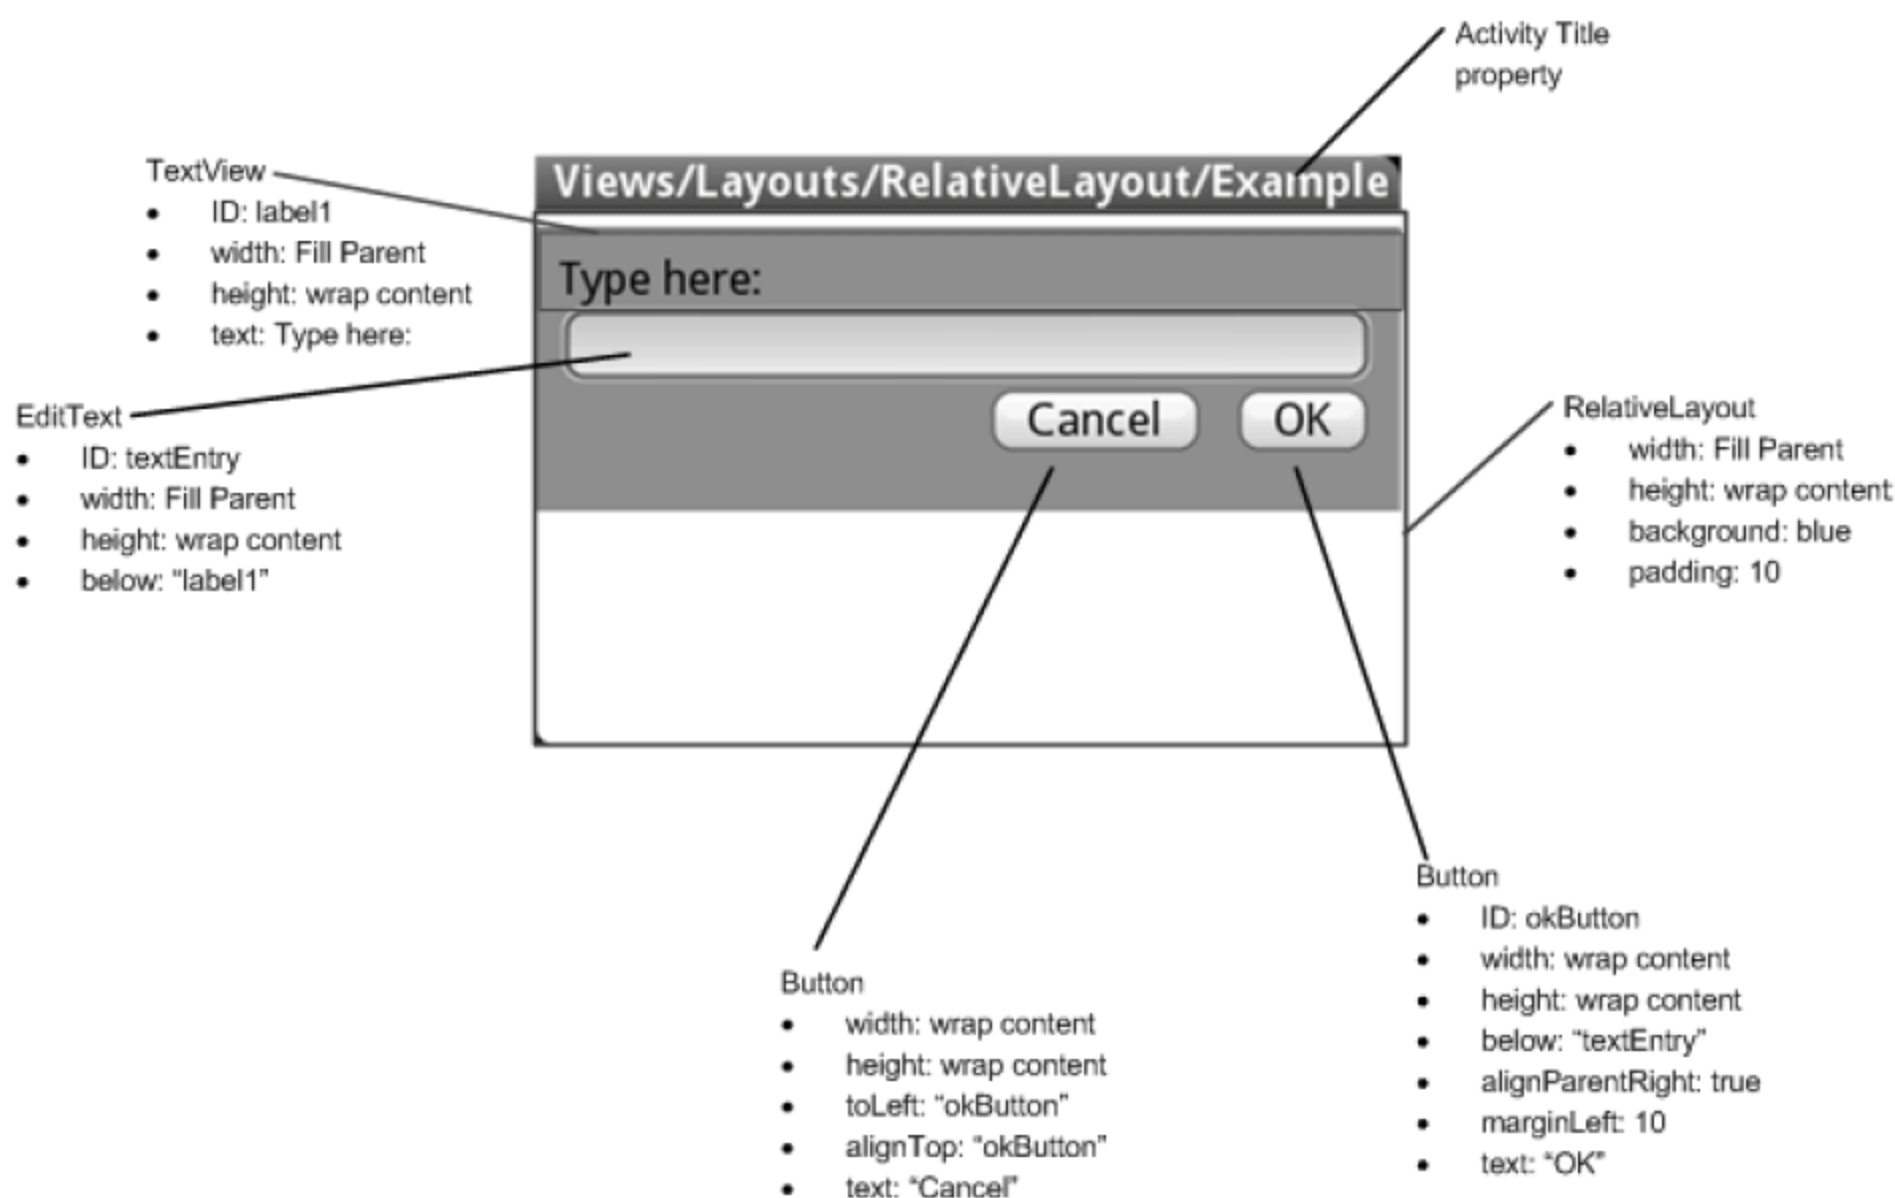 Activity Title
property
Views/Layouts/RelativeLayout/Example
TextView
• ID: label1
• width: Fill Parent
• height: wrap content
• text: Type here:
Type here:
EditText
• ID: textEntry
• width: Fill Parent
• height: wrap content
• below: “label1”
Cancel
OK
RelativeLayout
• width: Fill Parent
• height: wrap content
• background: blue
• padding: 10
Button
• width: wrap content
• height: wrap content
• toLeft: “okButton”
• alignTop: “okButton”
• text: “Cancel”
Button
• ID: okButton
• width: wrap content
• height: wrap content
• below: “textEntry”
• alignParentRight: true
• marginLeft: 10
• text: “OK”